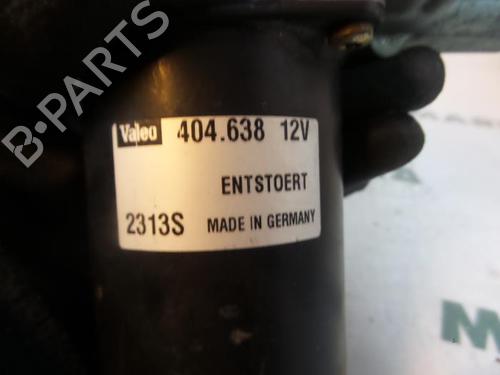 Valeo 404.638 12V
ENTSTOERT
2313S MADE IN GERMANY
B-PARTS